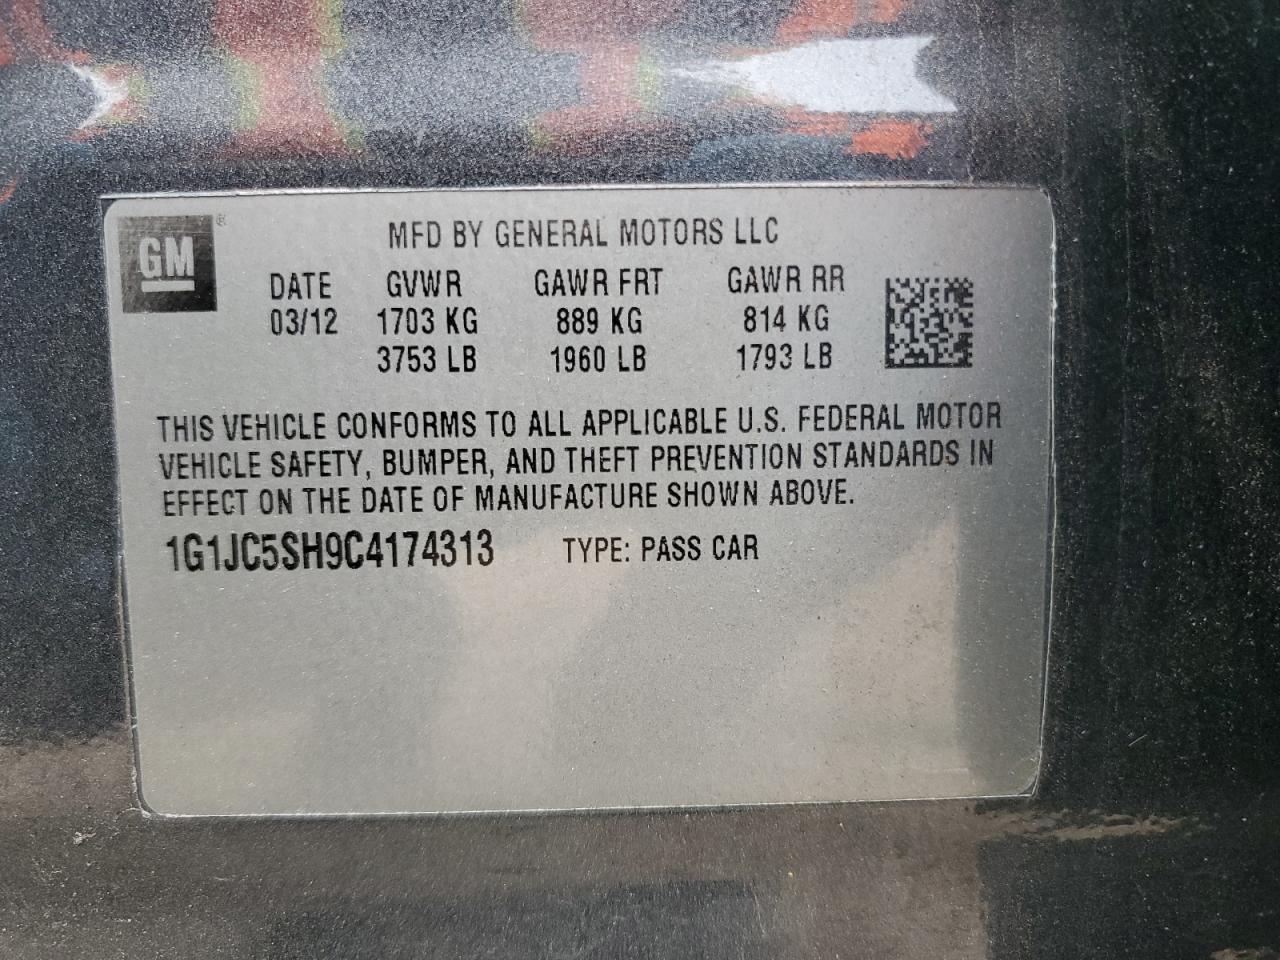 GM ®
MFD BY GENERAL MOTORS LLC
DATE GVWR GAWR FRT GAWR RR
03/12 1703 KG 889 KG 814 KG
3753 LB 1960 LB 1793 LB
THIS VEHICLE CONFORMS TO ALL APPLICABLE U.S. FEDERAL MOTOR
VEHICLE SAFETY, BUMPER, AND THEFT PREVENTION STANDARDS IN
EFFECT ON THE DATE OF MANUFACTURE SHOWN ABOVE.
1G1JC5SH9C4174313 TYPE: PASS CAR